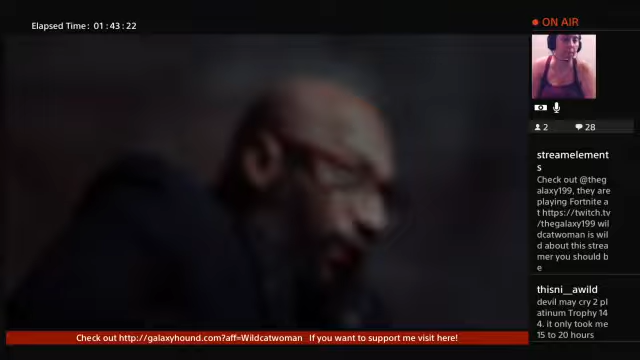 Elapsed Time: 01:43:22
ON AIR
2 28
streamelement
s
Check out @theg
alaxy199, they are
playing Fortnite a
t https://twitch.tv
/thegalaxy199 wil
dcatwoman is wil
d about this strea
mer you should b
e
thisni__awild
devil may cry 2 pl
atinum Trophy 14
4. it only took me
15 to 20 hours
Check out http://galaxyhound.com?aff=Wildcatwoman If you want to support me visit here!